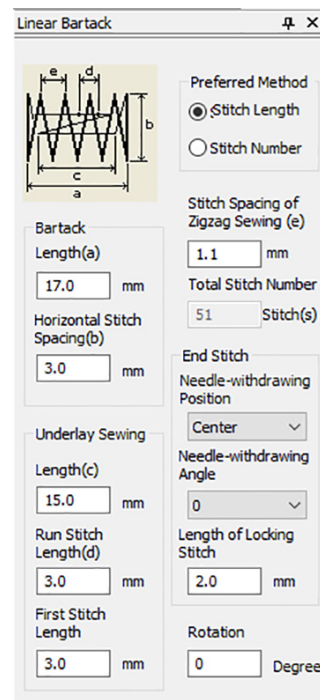 Linear Bartack
e
d
b
c
a
Bartack
Length(a)
17.0 mm
Horizontal Stitch
Spacing(b)
3.0 mm
Underlay Sewing
Length(c)
15.0 mm
Run Stitch
Length(d)
3.0 mm
First Stitch
Length
3.0 mm
Preferred Method
Stitch Length
Stitch Number
Stitch Spacing of
Zigzag Sewing (e)
1.1 mm
Total Stitch Number
51 Stitch(s)
End Stitch
Needle-withdrawing
Position
Center
Needle-withdrawing
Angle
0
Length of Locking
Stitch
2.0 mm
Rotation
0 Degree